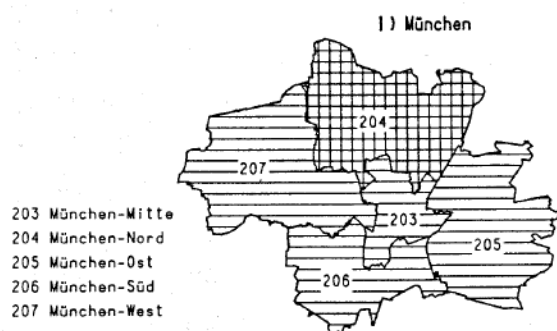 1) München
204
207
203
205
206
203 München-Mitte
204 München-Nord
205 München-Ost
206 München-Süd
207 München-West